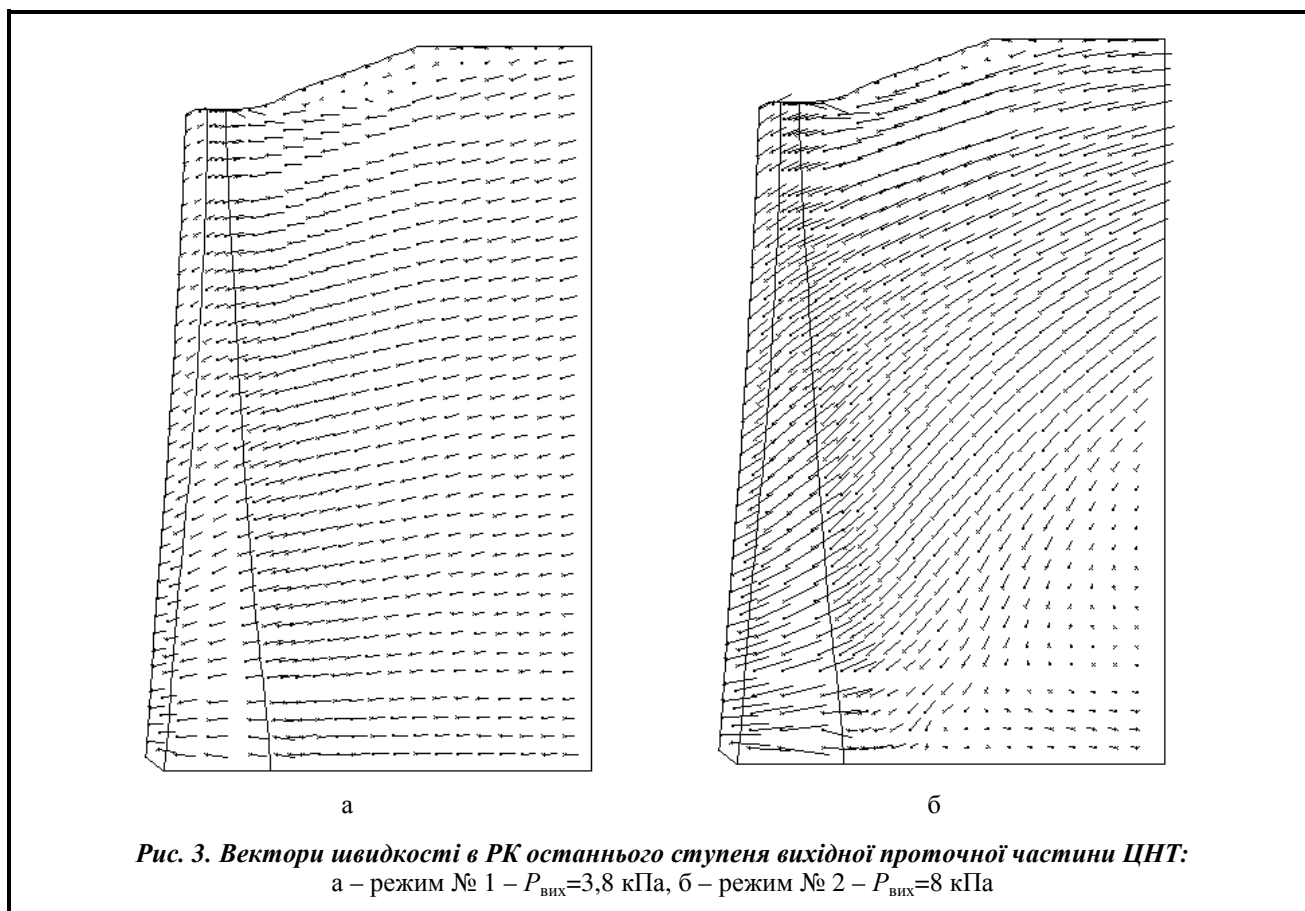 а
б
Рис. 3. Вектори швидкості в РК останнього ступеня вихідної проточної частини ЦНТ:
а – режим № 1 – Pвих=3,8 кПа, б – режим № 2 – Pвих=8 кПа